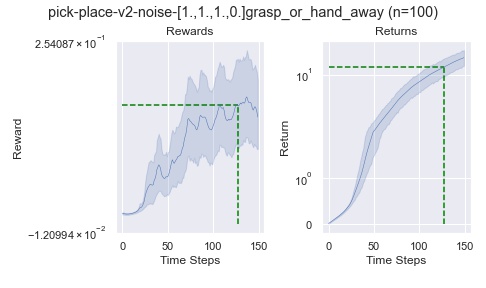 pick-place-v2-noise-[1.,1.,1.,0.]grasp_or_hand_away (n=100)
Rewards
Returns
2.54087 × 10⁻¹
−1.20994 × 10⁻²
Reward
0
50
100
150
Time Steps
Return
10¹
10⁰
0
0
50
100
150
Time Steps